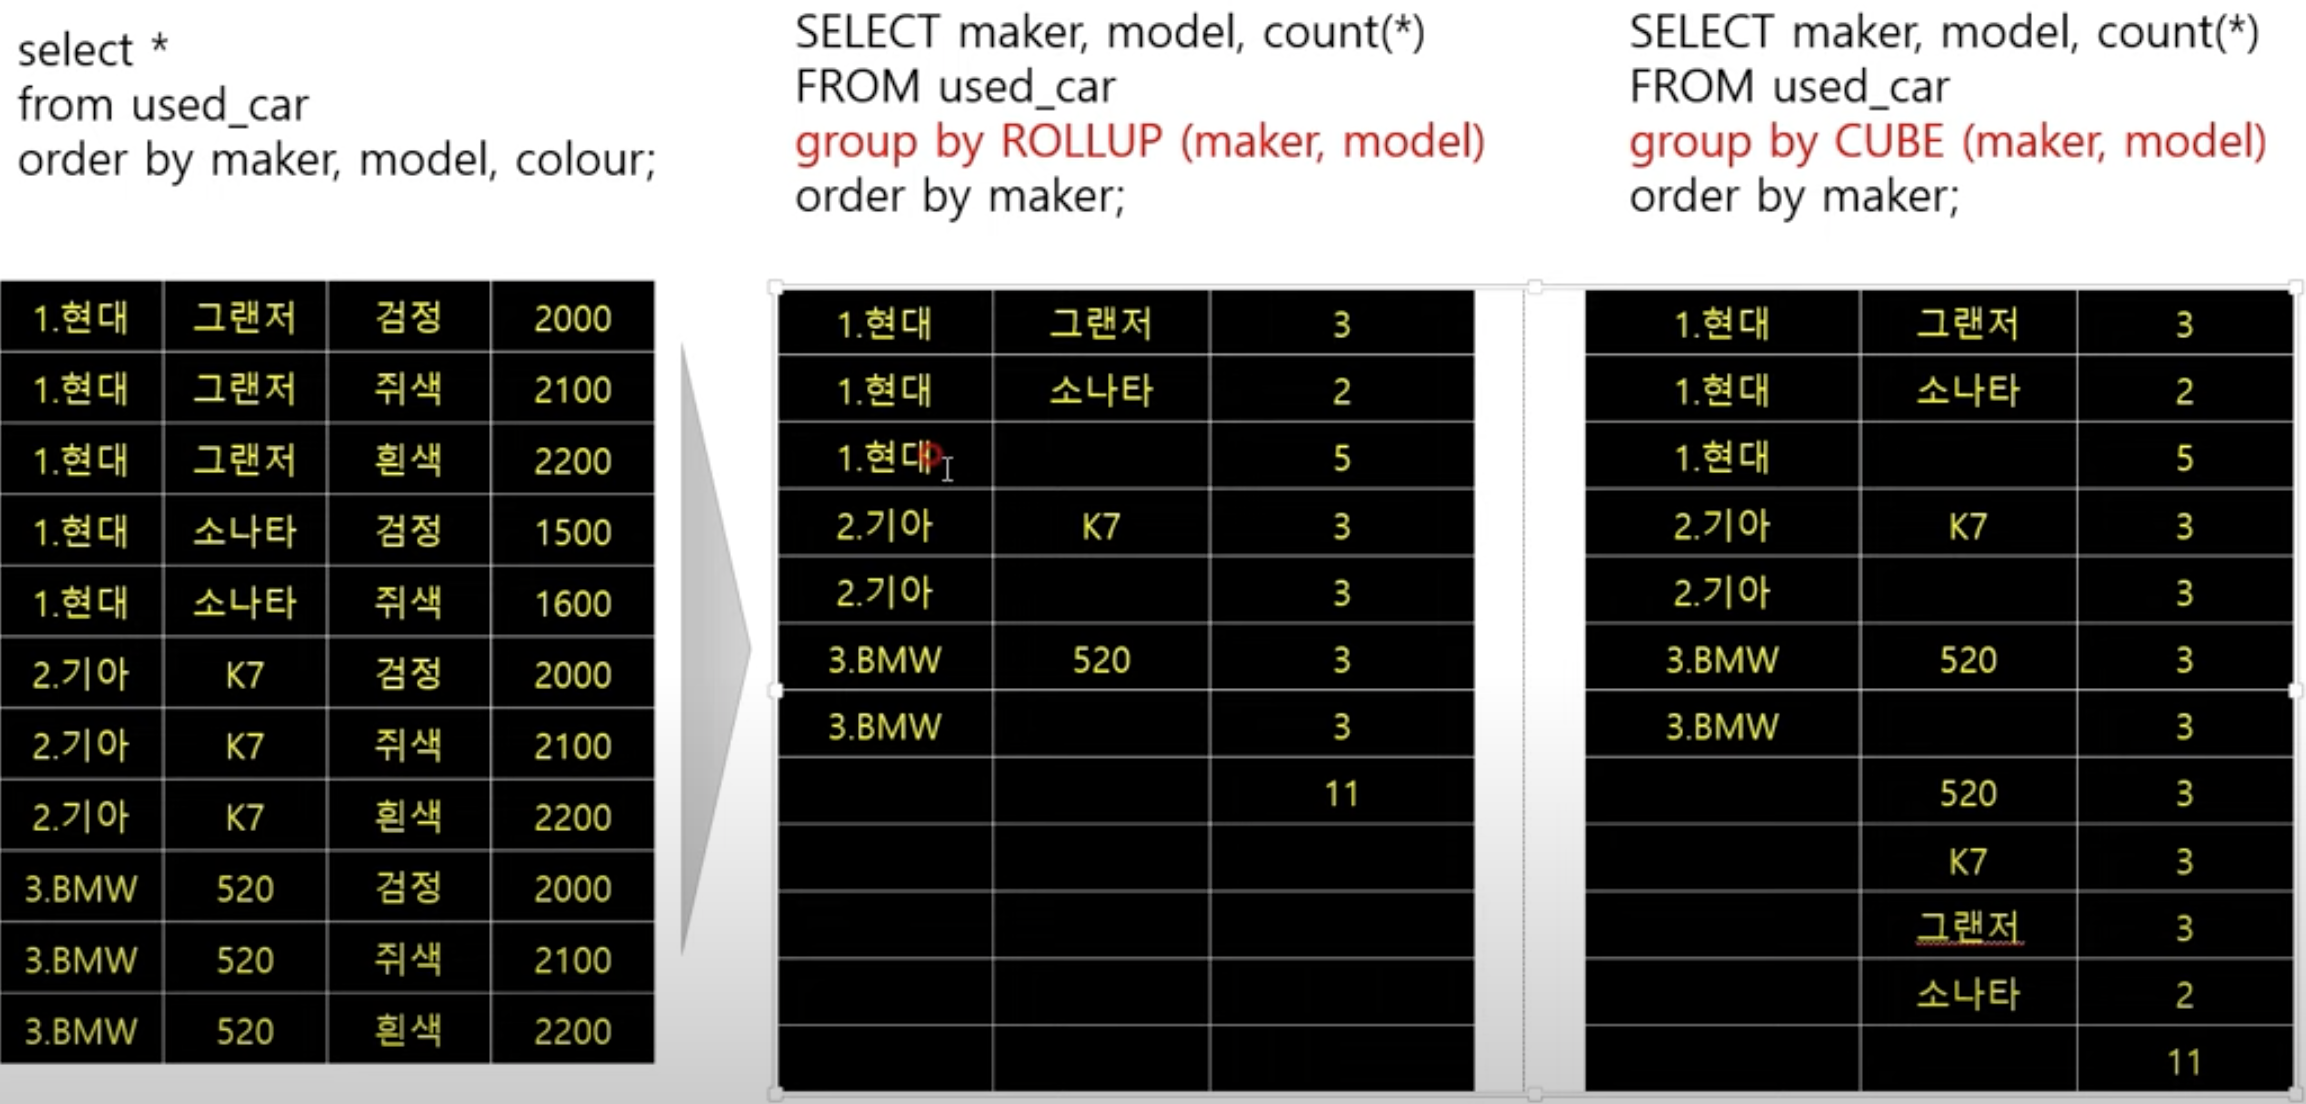 select *
from used_car
order by maker, model, colour;
1.현대 그랜저 검정 2000
1.현대 그랜저 쥐색 2100
1.현대 그랜저 흰색 2200
1.현대 소나타 검정 1500
1.현대 소나타 쥐색 1600
2.기아 K7 검정 2000
2.기아 K7 쥐색 2100
2.기아 K7 흰색 2200
3.BMW 520 검정 2000
3.BMW 520 쥐색 2100
3.BMW 520 흰색 2200
SELECT maker, model, count(*)
FROM used_car
group by ROLLUP (maker, model)
order by maker;
1.현대 그랜저 3
1.현대 소나타 2
1.현대 5
2.기아 K7 3
2.기아 3
3.BMW 520 3
3.BMW 3
11
SELECT maker, model, count(*)
FROM used_car
group by CUBE (maker, model)
order by maker;
1.현대 그랜저 3
1.현대 소나타 2
1.현대 5
2.기아 K7 3
2.기아 3
3.BMW 520 3
3.BMW 3
520 3
K7 3
그랜저 3
소나타 2
11